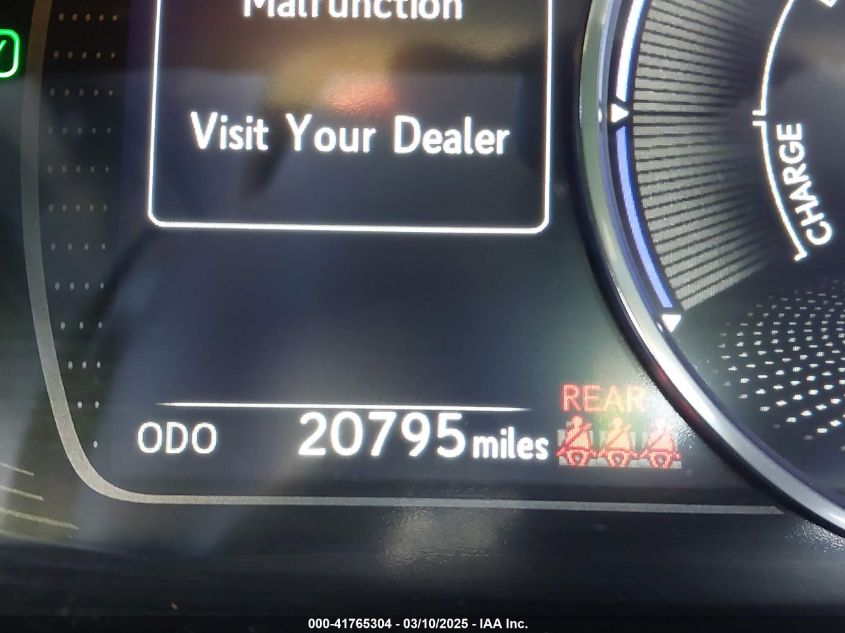 Malfunction
Visit Your Dealer
CHARGE
ODO 20795 miles
REAR
000-41765304 - 03/10/2025 - IAA Inc.